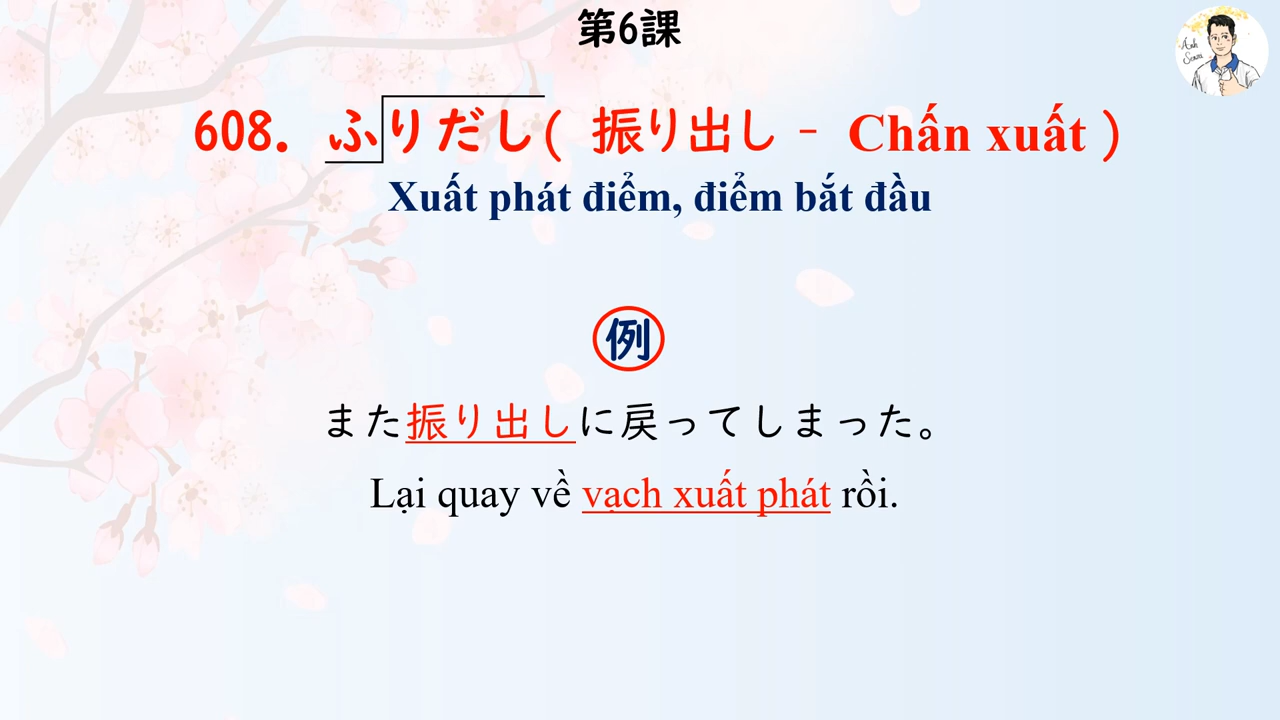 第6課
608. ふりだし( 振り出し - Chấn xuất )
Xuất phát điểm, điểm bắt đầu
例
また振り出しに戻ってしまった。
Lại quay về vạch xuất phát rồi.